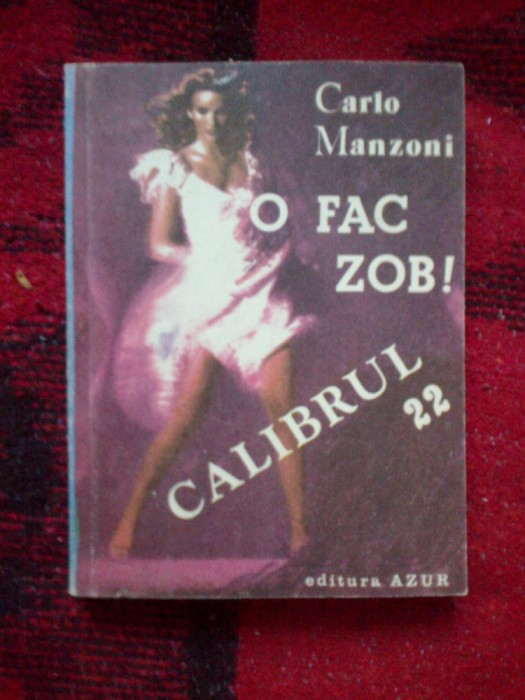 Carlo
Manzoni
O FAC
ZOB!
CALIBRUL
22
editura AZUR